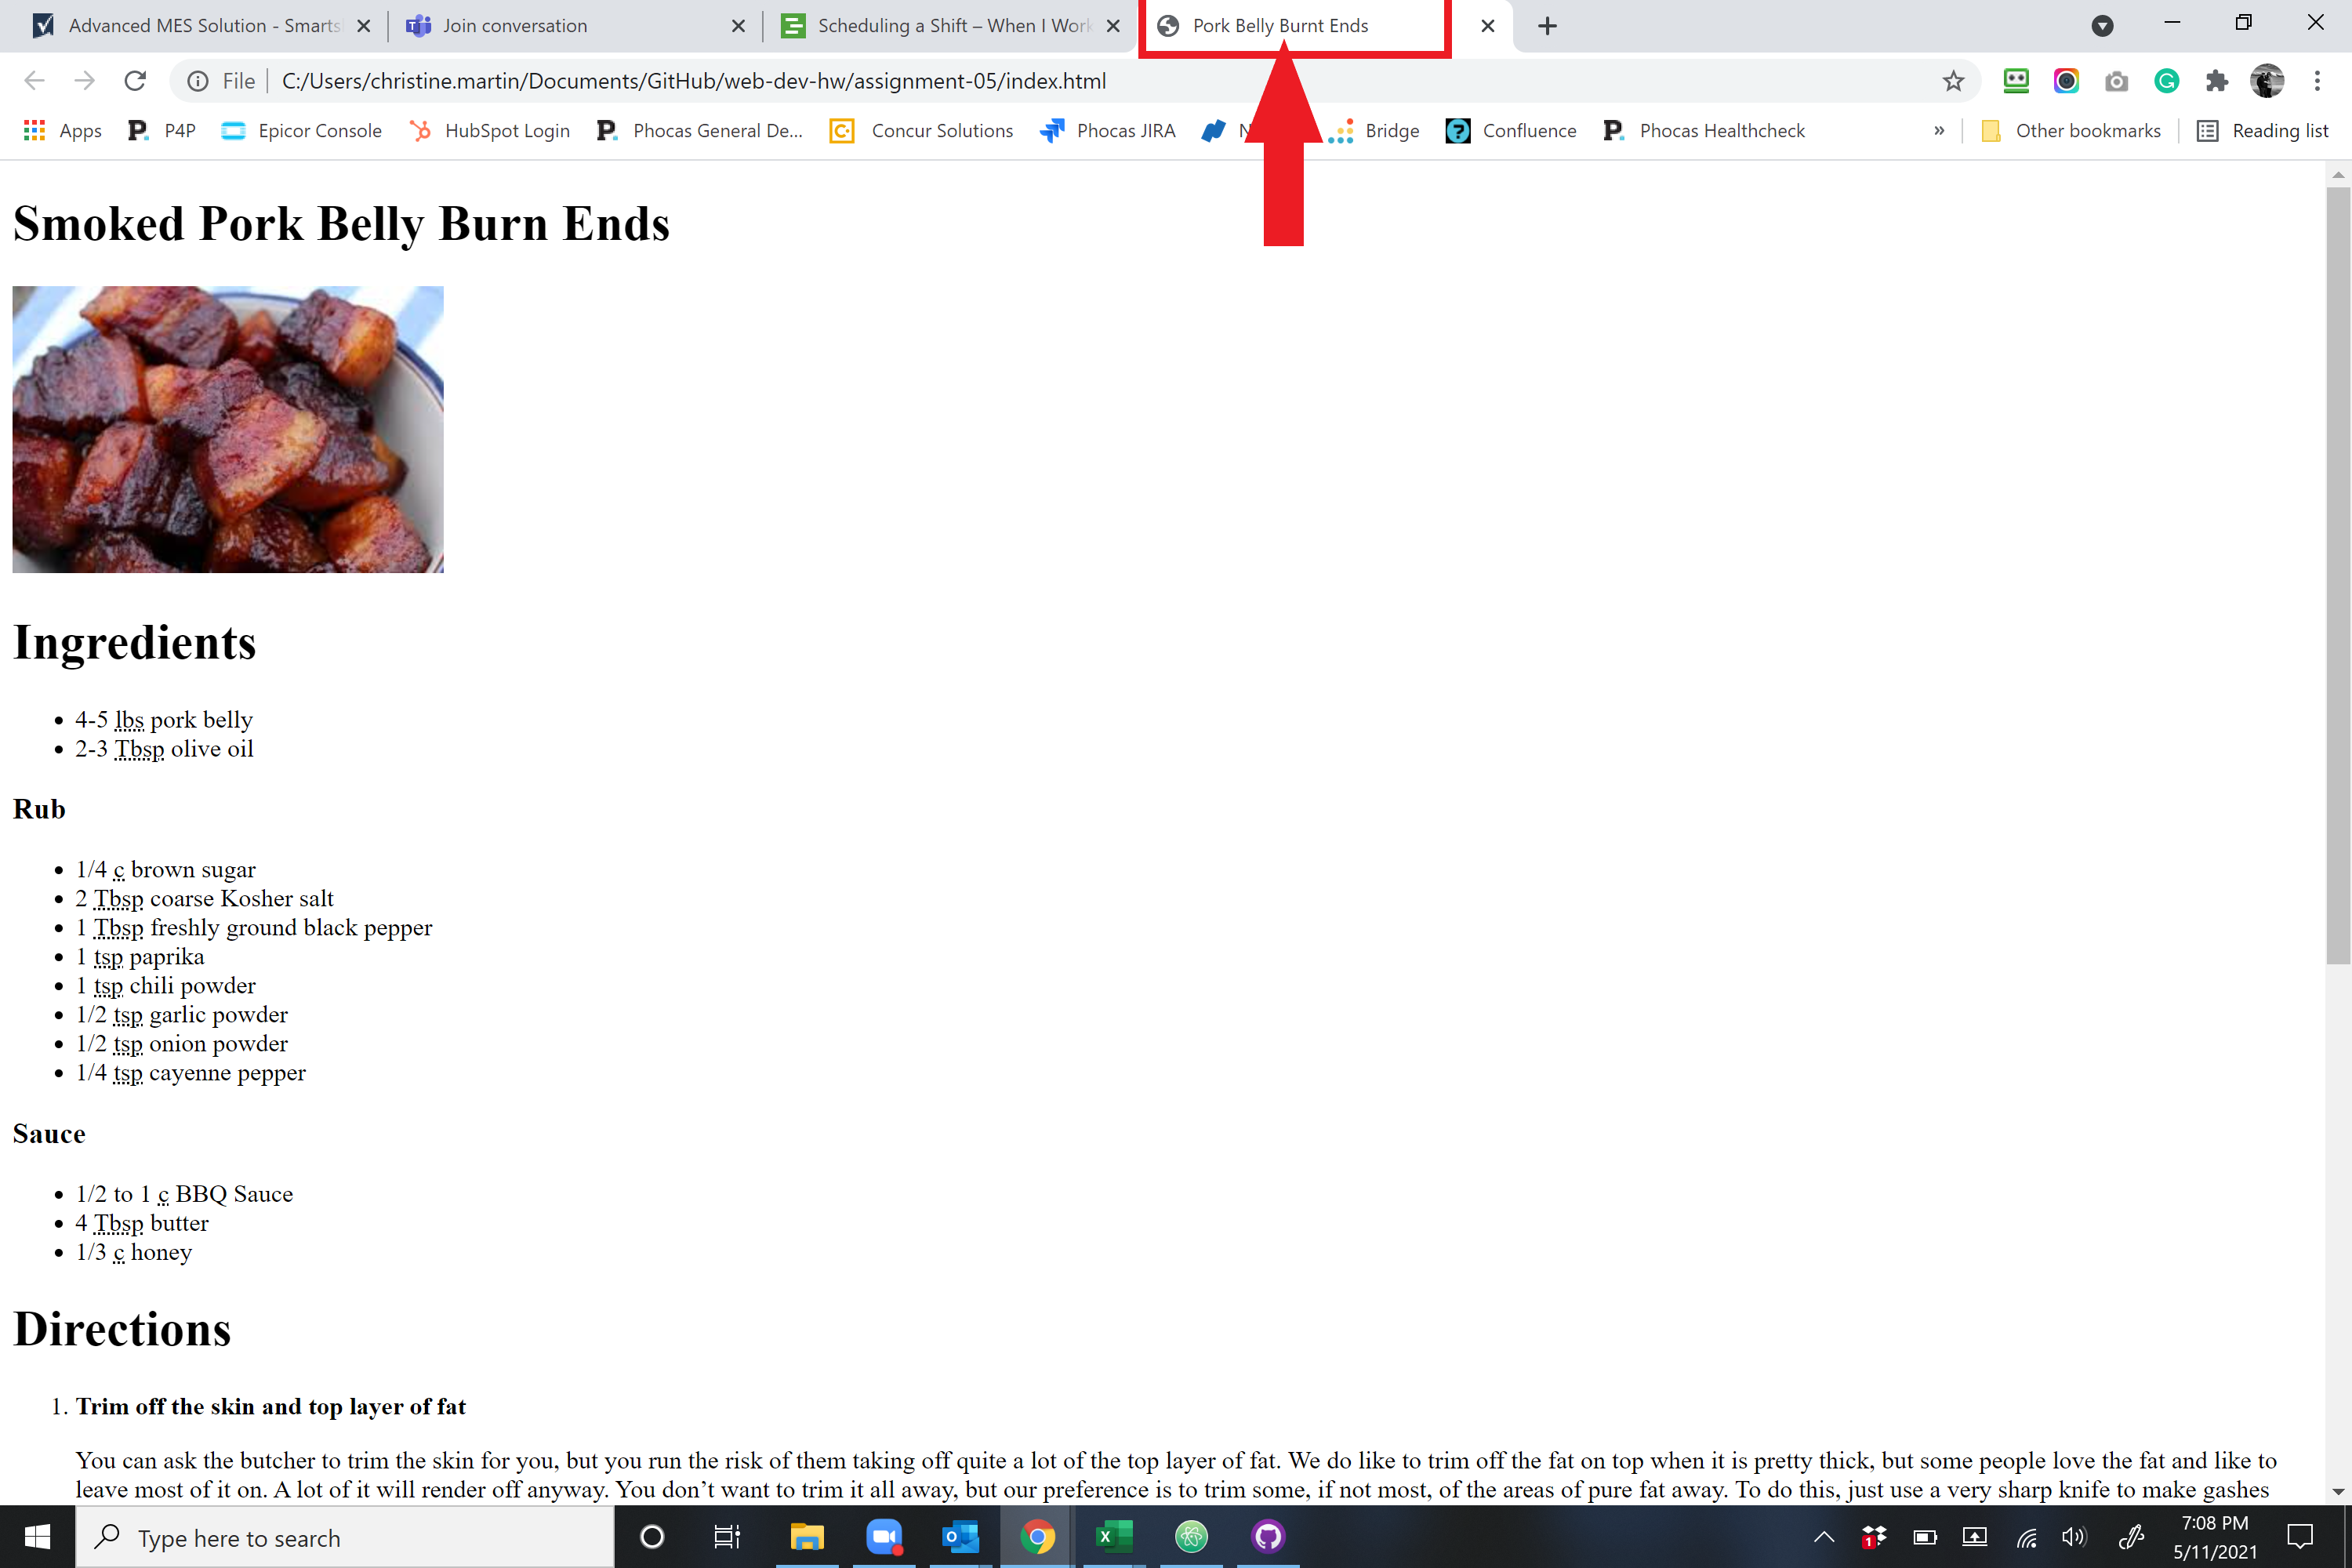 Advanced MES Solution - Smarts
Join conversation
Scheduling a Shift – When I Work
Pork Belly Burnt Ends
File
C:/Users/christine.martin/Documents/GitHub/web-dev-hw/assignment-05/index.html
Apps
P4P
Epicor Console
HubSpot Login
Phocas General De...
Concur Solutions
Phocas JIRA
Bridge
Confluence
Phocas Healthcheck
»
Other bookmarks
Reading list
Smoked Pork Belly Burn Ends
Ingredients
• 4-5 lbs pork belly
• 2-3 Tbsp olive oil
Rub
• 1/4 c brown sugar
• 2 Tbsp coarse Kosher salt
• 1 Tbsp freshly ground black pepper
• 1 tsp paprika
• 1 tsp chili powder
• 1/2 tsp garlic powder
• 1/2 tsp onion powder
• 1/4 tsp cayenne pepper
Sauce
• 1/2 to 1 c BBQ Sauce
• 4 Tbsp butter
• 1/3 c honey
Directions
1. Trim off the skin and top layer of fat
You can ask the butcher to trim the skin for you, but you run the risk of them taking off quite a lot of the top layer of fat. We do like to trim off the fat on top when it is pretty thick, but some people love the fat and like to
leave most of it on. A lot of it will render off anyway. You don’t want to trim it all away, but our preference is to trim some, if not most, of the areas of pure fat away. To do this, just use a very sharp knife to make gashes
Type here to search
1
7:08 PM
5/11/2021